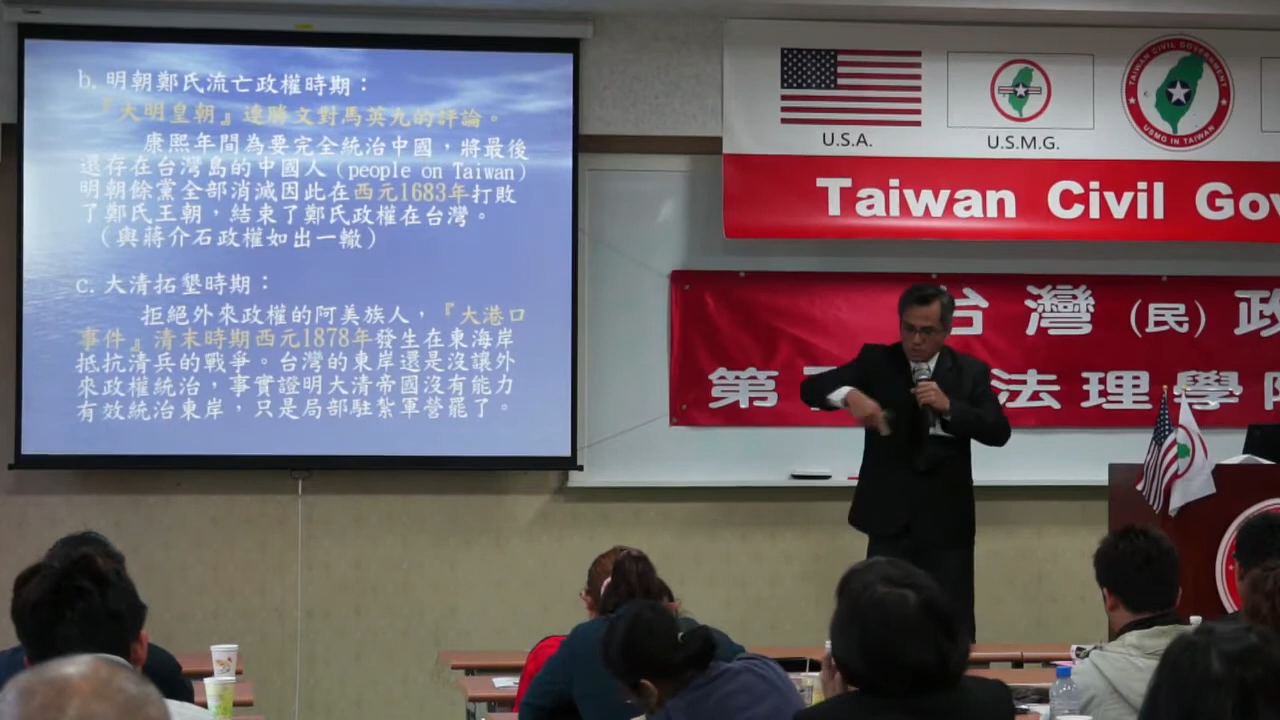 b. 明朝鄭氏流亡政權時期：
『大明皇朝』連勝文對馬英九的評論。
康熙年間為要完全統治中國，將最後
還存在台灣島的中國人(people on Taiwan)
明朝餘黨全部消滅因此在西元1683年打敗
了鄭氏王朝，結束了鄭氏政權在台灣。
（與蔣介石政權如出一轍）
c. 大清拓墾時期：
拒絕外來政權的阿美族人，『大港口
事件』清末時期西元1878年發生在東海岸
抵抗清兵的戰爭。台灣的東岸還是沒讓外
來政權統治，事實證明大清帝國沒有能力
有效統治東岸，只是局部駐紮軍營罷了。
U.S.A.
U.S.M.G.
TAIWAN CIVIL GOVERNMENT
USMG IN TAIWAN
Taiwan Civil Gov
台灣(民)政
第 法理學院